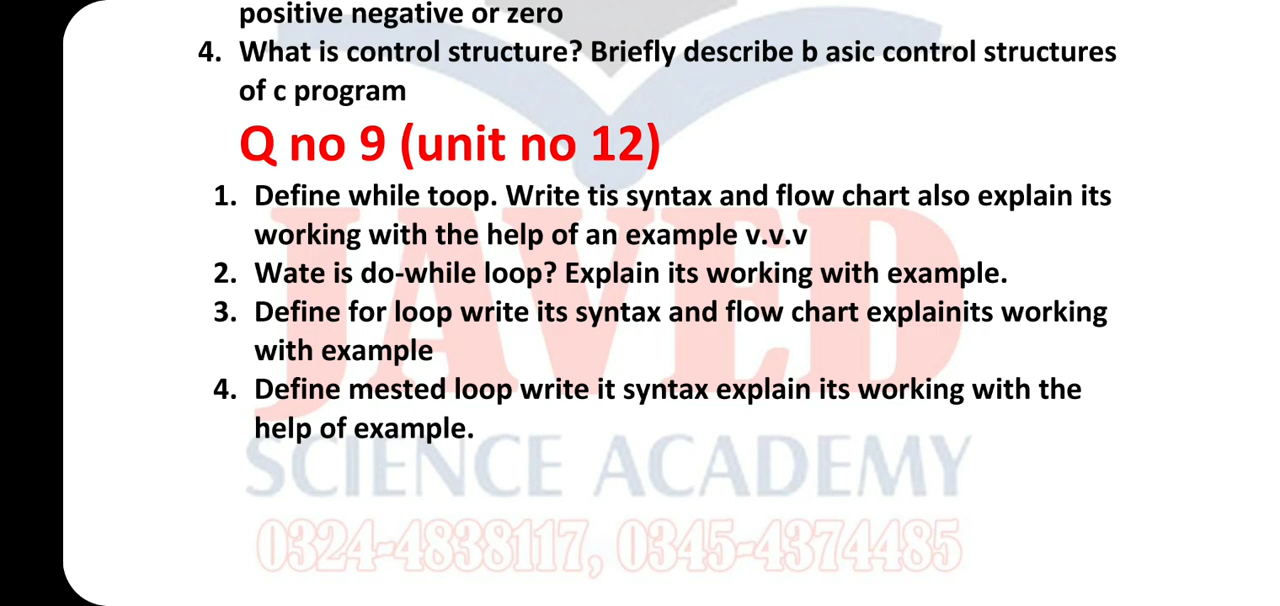 positive negative or zero
4. What is control structure? Briefly describe b asic control structures
of c program
Q no 9 (unit no 12)
1. Define while toop. Write tis syntax and flow chart also explain its
working with the help of an example v.v.v
2. Wate is do-while loop? Explain its working with example.
3. Define for loop write its syntax and flow chart explainits working
with example
4. Define mested loop write it syntax explain its working with the
help of example.
JAVED
SCIENCE ACADEMY
0324-4838117, 0345-4374485